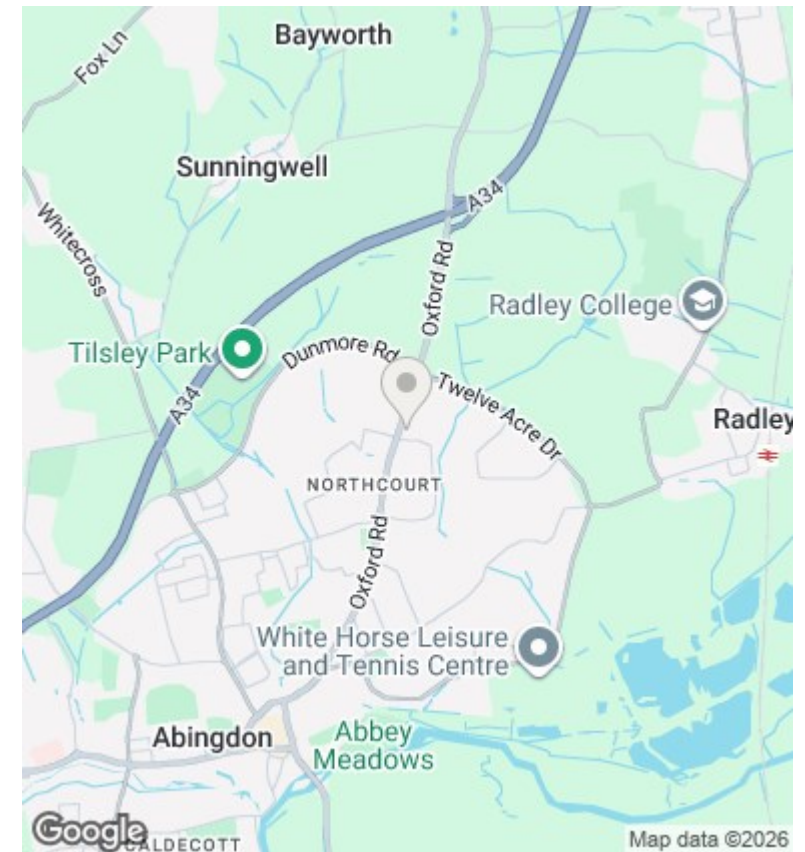 Bayworth
Fox Ln
Sunningwell
A34
Whitecross
Oxford Rd
Radley College
Tilsley Park
Dunmore Rd
Twelve Acre Dr
A34
Radley
NORTHCOURT
Oxford Rd
White Horse Leisure
and Tennis Centre
Abingdon
Abbey
Meadows
Google
CALDECOTT
Map data ©2026